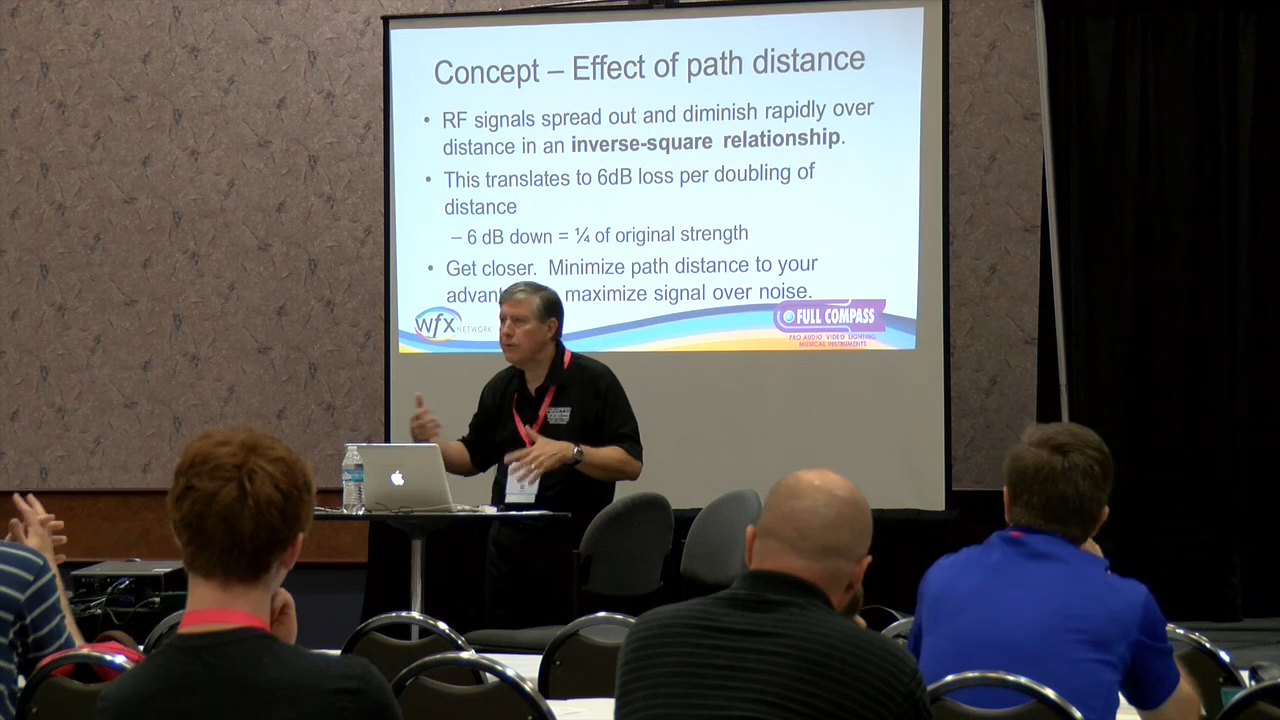 Concept – Effect of path distance
• RF signals spread out and diminish rapidly over
distance in an inverse-square relationship.
• This translates to 6dB loss per doubling of
distance
– 6 dB down = ¼ of original strength
• Get closer. Minimize path distance to your
advant maximize signal over noise.
wfx NETWORK
FULL COMPASS
PRO AUDIO VIDEO LIGHTING
MUSICAL INSTRUMENTS